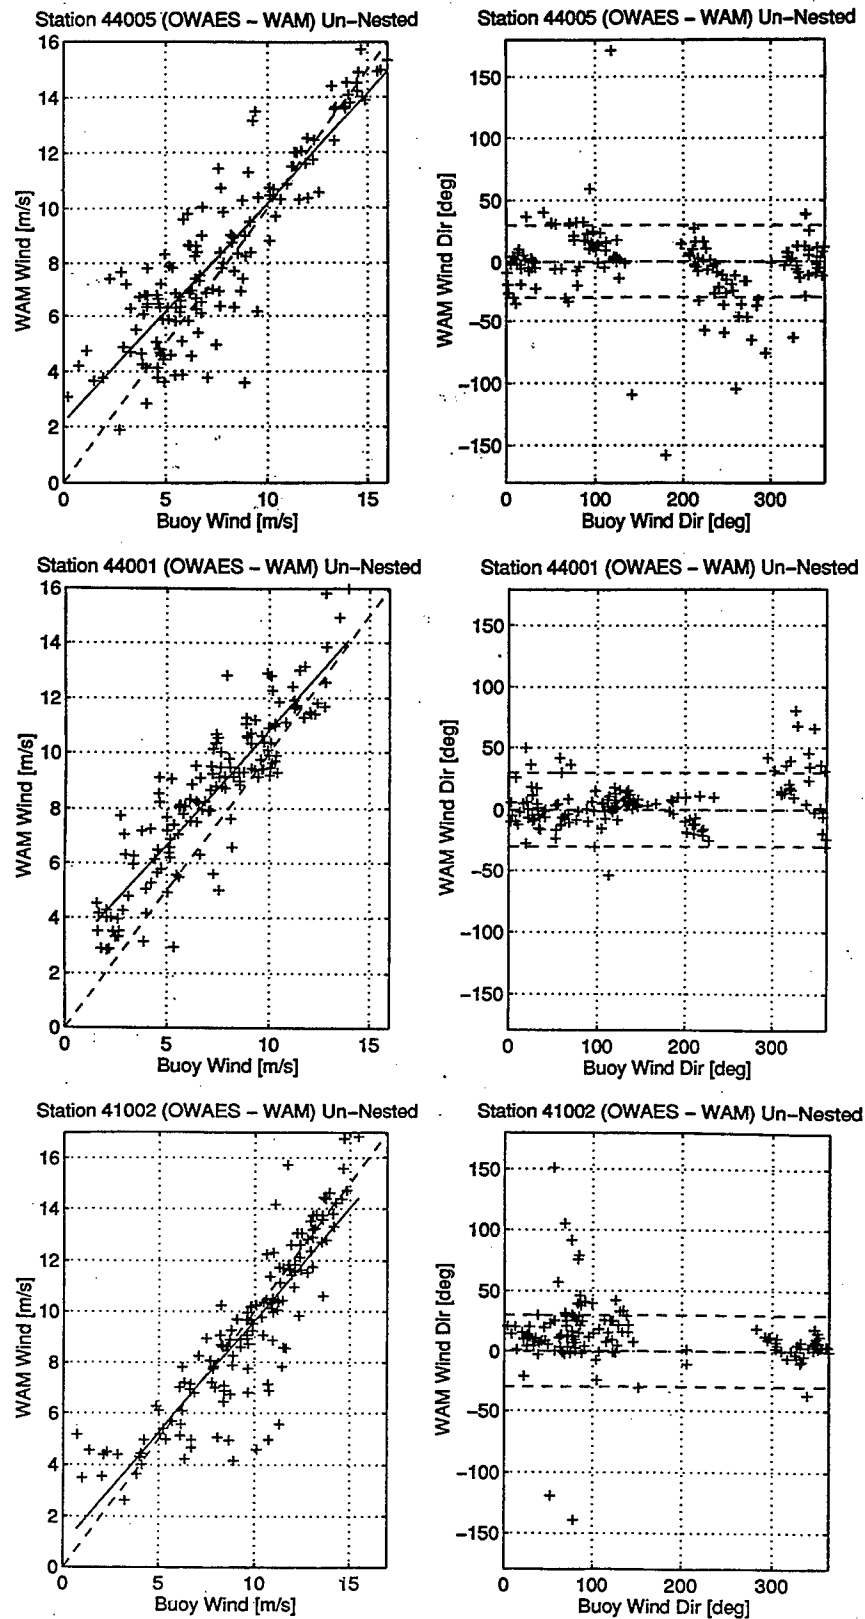 Station 44005 (OWAES − WAM) Un−Nested
16
14
12
10
8
6
4
2
0
0 5 10 15
WAM Wind [m/s]
Buoy Wind [m/s]
Station 44005 (OWAES − WAM) Un−Nested
150
100
50
0
−50
−100
−150
0 100 200 300
WAM Wind Dir [deg]
Buoy Wind Dir [deg]
Station 44001 (OWAES − WAM) Un−Nested
16
14
12
10
8
6
4
2
0
0 5 10 15
WAM Wind [m/s]
Buoy Wind [m/s]
Station 44001 (OWAES − WAM) Un−Nested
150
100
50
0
−50
−100
−150
0 100 200 300
WAM Wind Dir [deg]
Buoy Wind Dir [deg]
Station 41002 (OWAES − WAM) Un−Nested
16
14
12
10
8
6
4
2
0
0 5 10 15
WAM Wind [m/s]
Buoy Wind [m/s]
Station 41002 (OWAES − WAM) Un−Nested
150
100
50
0
−50
−100
−150
0 100 200 300
WAM Wind Dir [deg]
Buoy Wind Dir [deg]